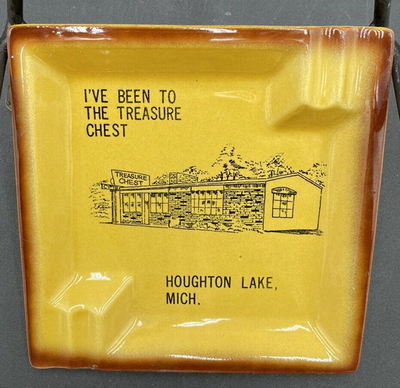 I'VE BEEN TO
THE TREASURE
CHEST
TREASURE
CHEST
HOUGHTON LAKE,
MICH.